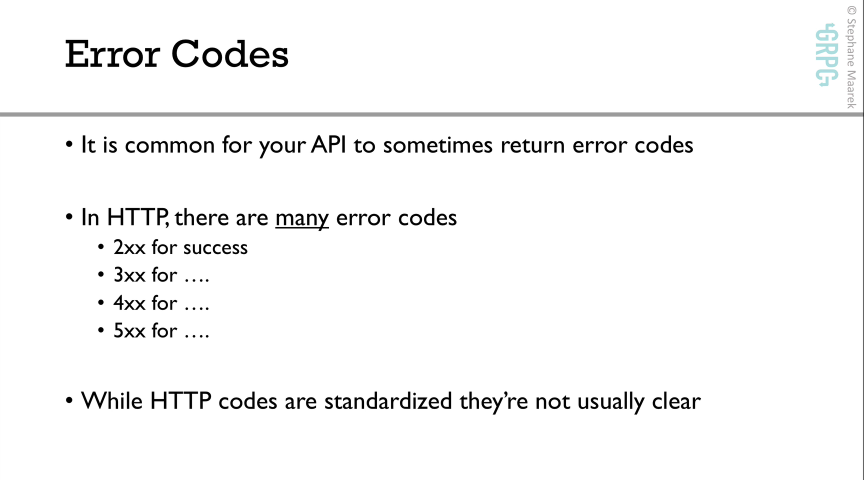 Error Codes
GRPC
© Stephane Maarek
• It is common for your API to sometimes return error codes
• In HTTP, there are many error codes
• 2xx for success
• 3xx for ….
• 4xx for ….
• 5xx for ….
• While HTTP codes are standardized they’re not usually clear